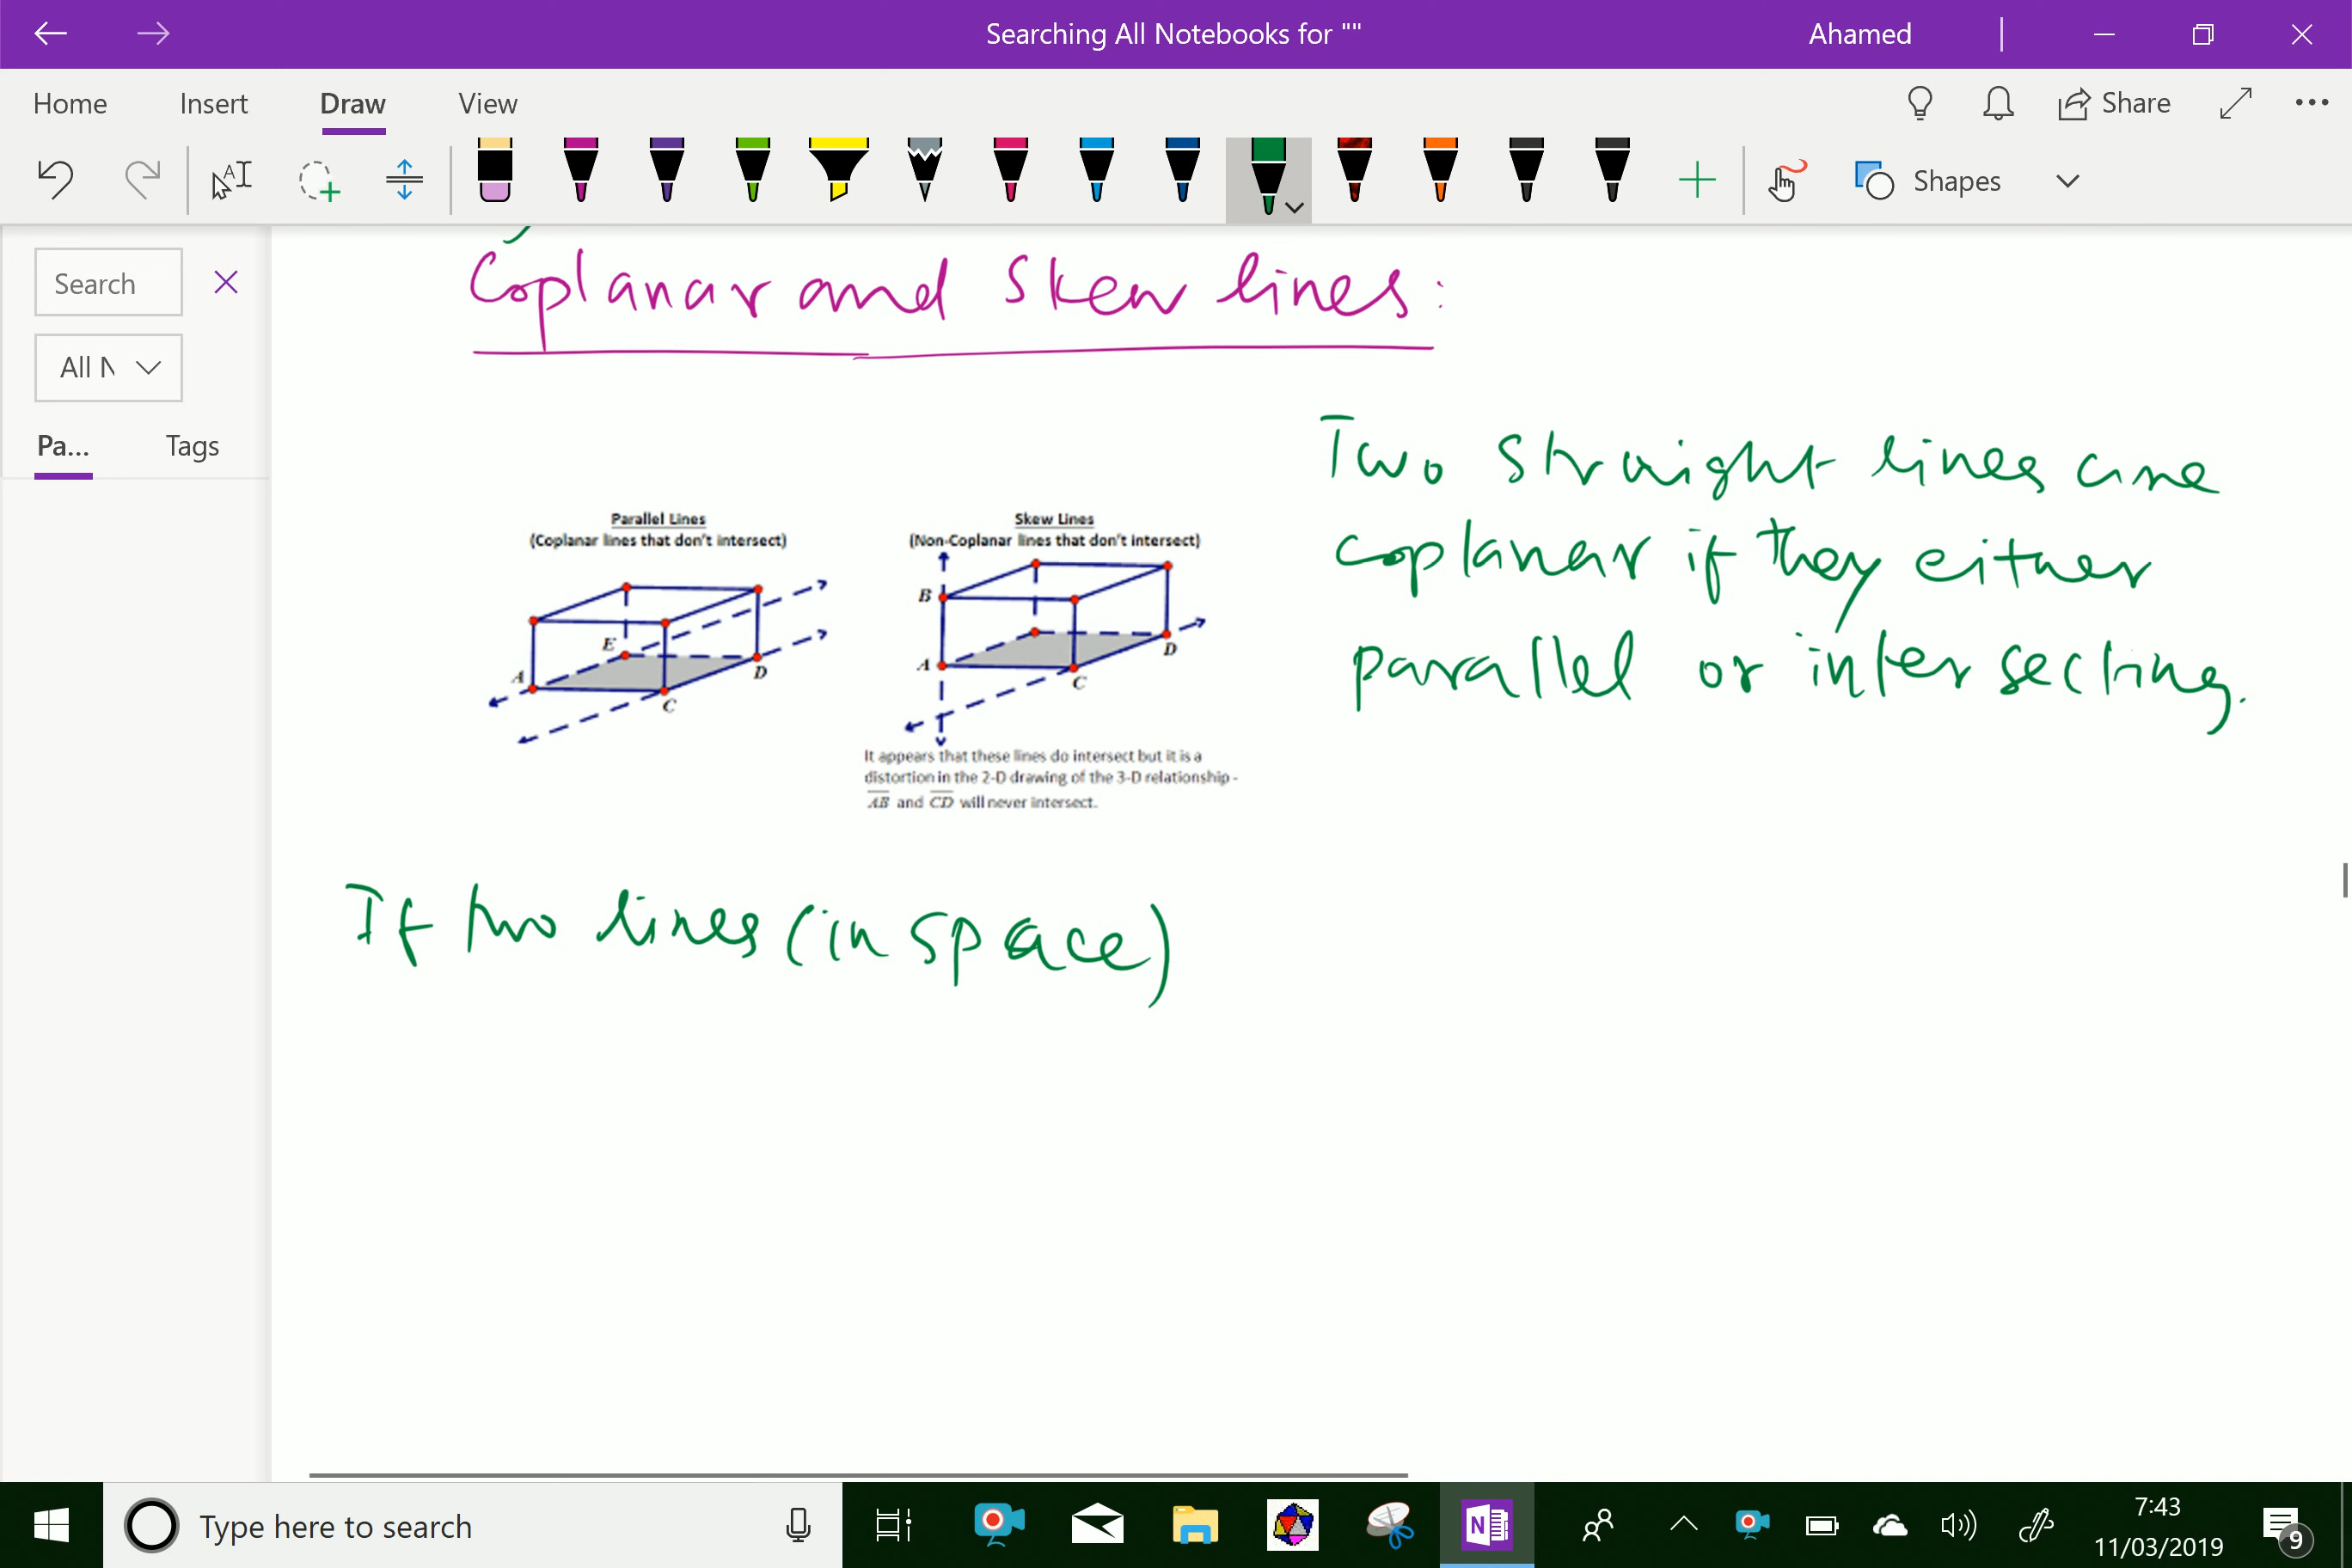 Searching All Notebooks for ""
Ahamed
Home
Insert
Draw
View
Share
Shapes
Search
All N
Pa...
Tags
Coplanar and Skew lines:
Two straight lines are
coplanar if they either
parallel or intersecting.
Parallel Lines
(Coplanar lines that don't intersect)
E
A
D
C
Skew Lines
(Non-Coplanar lines that don't intersect)
B
A
D
C
It appears that these lines do intersect but it is a
distortion in the 2-D drawing of the 3-D relationship -
AB and CD will never intersect.
If two lines (in space)
Type here to search
7:43
11/03/2019
9